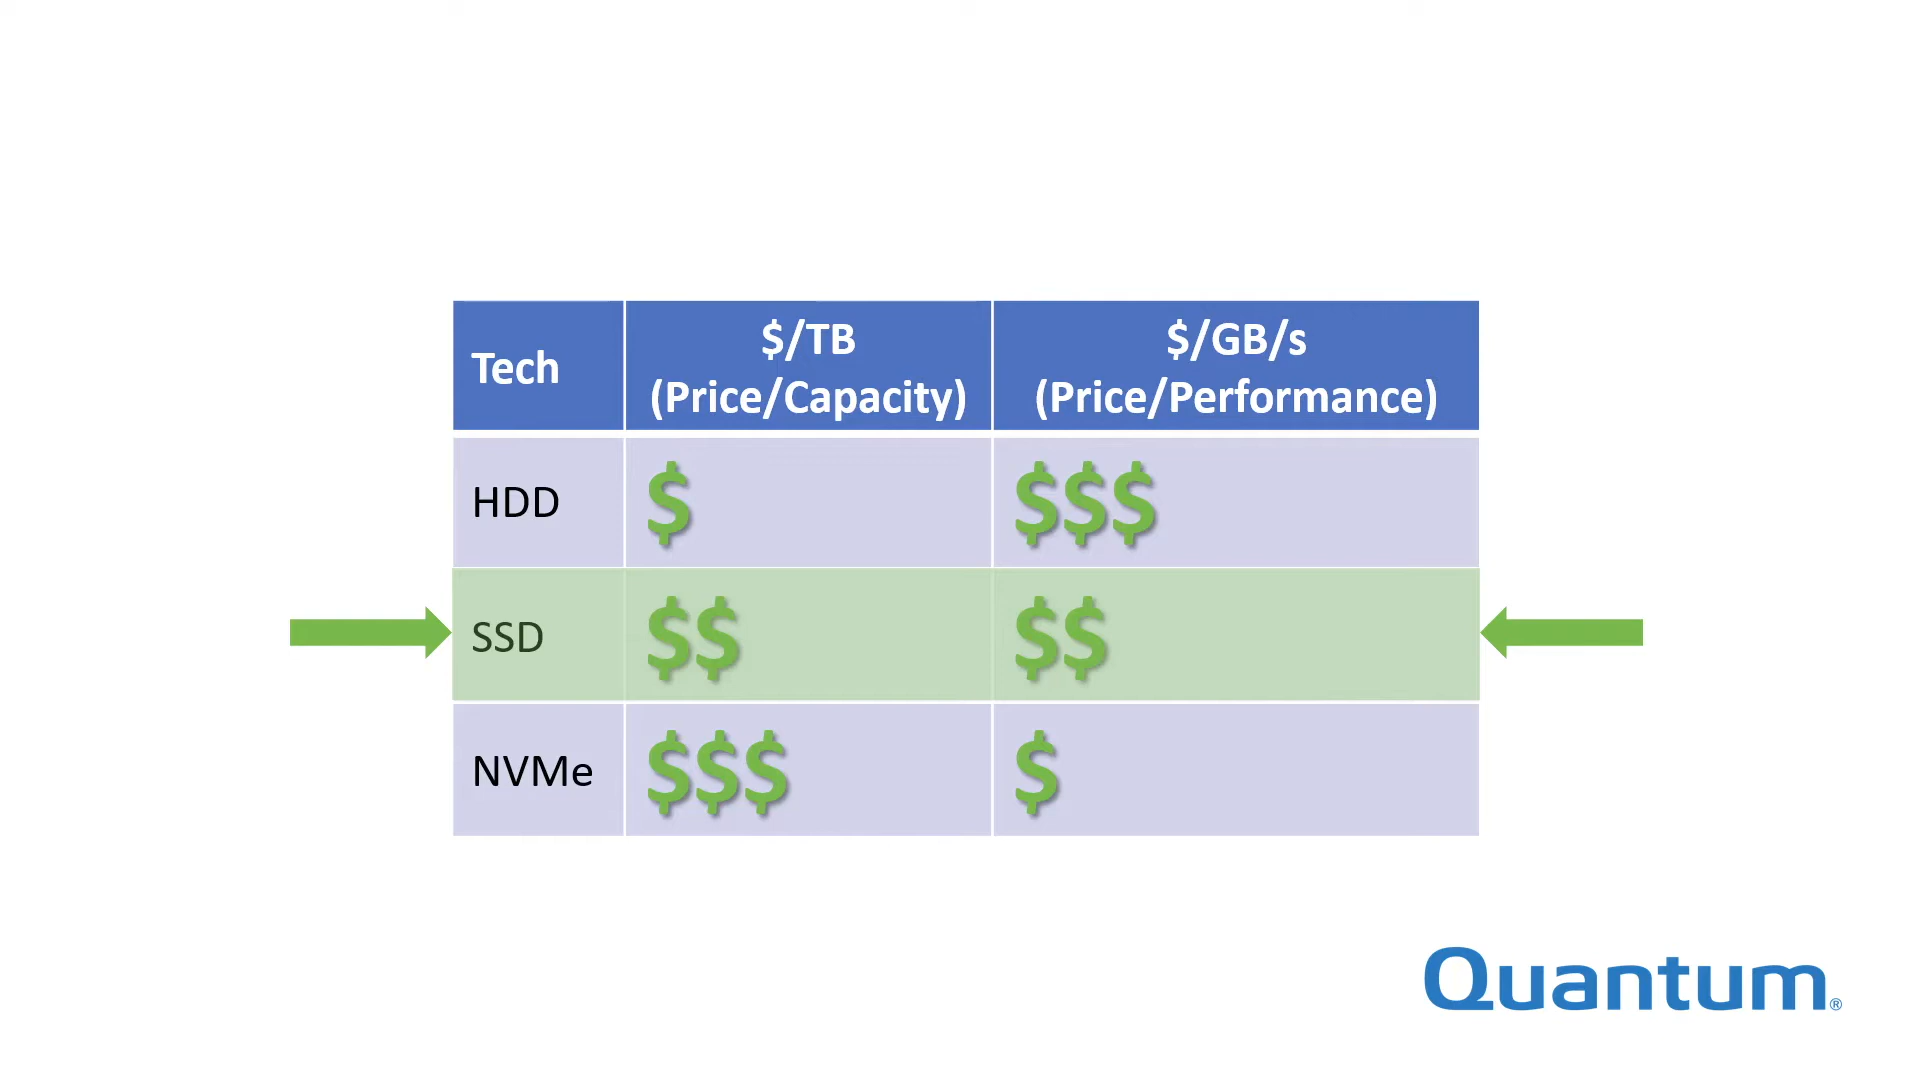 Tech
$/TB
(Price/Capacity)
$/GB/s
(Price/Performance)
HDD
$
$$$
SSD
$$
$$
NVMe
$$$
$
Quantum®